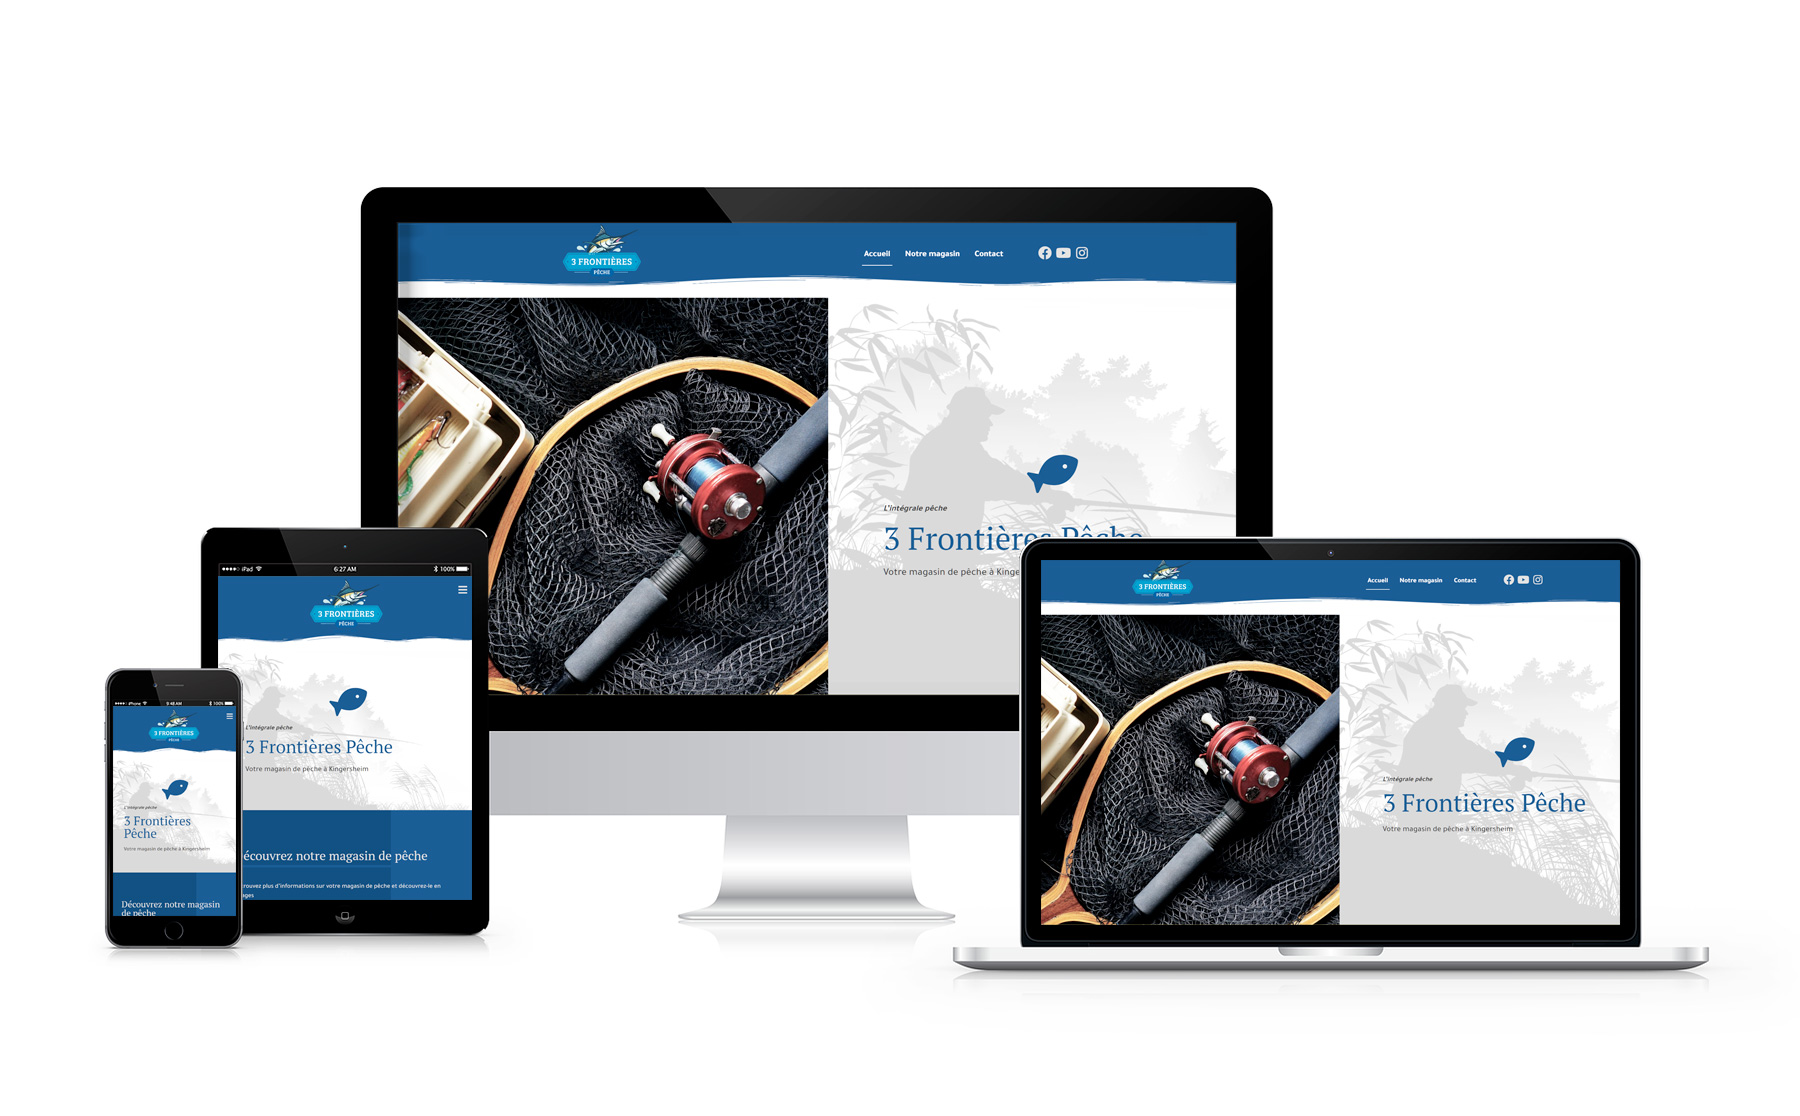 3 FRONTIÈRES
PÊCHE
Accueil Notre magasin Contact
L'intégrale pêche
3 Frontières Pêche
Votre magasin de pêche à Kinge
iPad 6:27 AM 100%
3 FRONTIÈRES
PÊCHE
L'intégrale pêche
3 Frontières Pêche
Votre magasin de pêche à Kingersheim
écouvrez notre magasin de pêche
trouvez plus d'informations sur votre magasin de pêche et découvrez-le en
ages
iPhone 9:48 AM 100%
3 FRONTIÈRES
PÊCHE
L'intégrale pêche
3 Frontières
Pêche
Votre magasin de pêche à Kingersheim
Découvrez notre magasin
de pêche
3 FRONTIÈRES
PÊCHE
Accueil Notre magasin Contact
L'intégrale pêche
3 Frontières Pêche
Votre magasin de pêche à Kingersheim